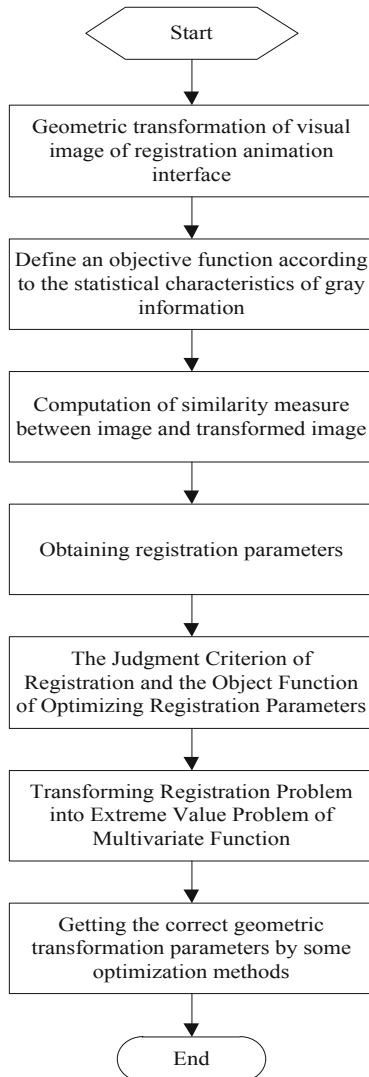 Start
Geometric transformation of visual
image of registration animation
interface
Define an objective function according
to the statistical characteristics of gray
information
Computation of similarity measure
between image and transformed image
Obtaining registration parameters
The Judgment Criterion of
Registration and the Object Function
of Optimizing Registration Parameters
Transforming Registration Problem
into Extreme Value Problem of
Multivariate Function
Getting the correct geometric
transformation parameters by some
optimization methods
End